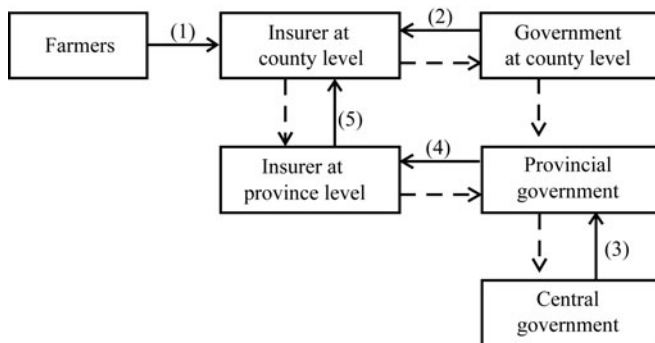 Farmers
(1)
Insurer at
county level
(2)
Government
at county level
(5)
Insurer at
province level
(4)
Provincial
government
(3)
Central
government